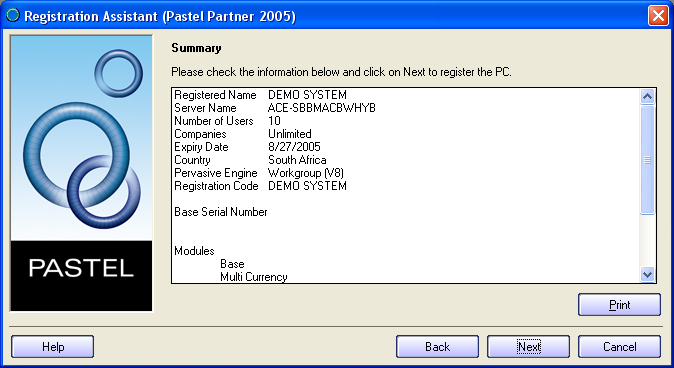 Registration Assistant (Pastel Partner 2005)
Summary
Please check the information below and click on Next to register the PC.
Registered Name DEMO SYSTEM
Server Name ACE-SBBMACBWHYB
Number of Users 10
Companies Unlimited
Expiry Date 8/27/2005
Country South Africa
Pervasive Engine Workgroup (V8)
Registration Code DEMO SYSTEM
Base Serial Number
Modules
Base
Multi Currency
PASTEL
Print
Help
Back
Next
Cancel